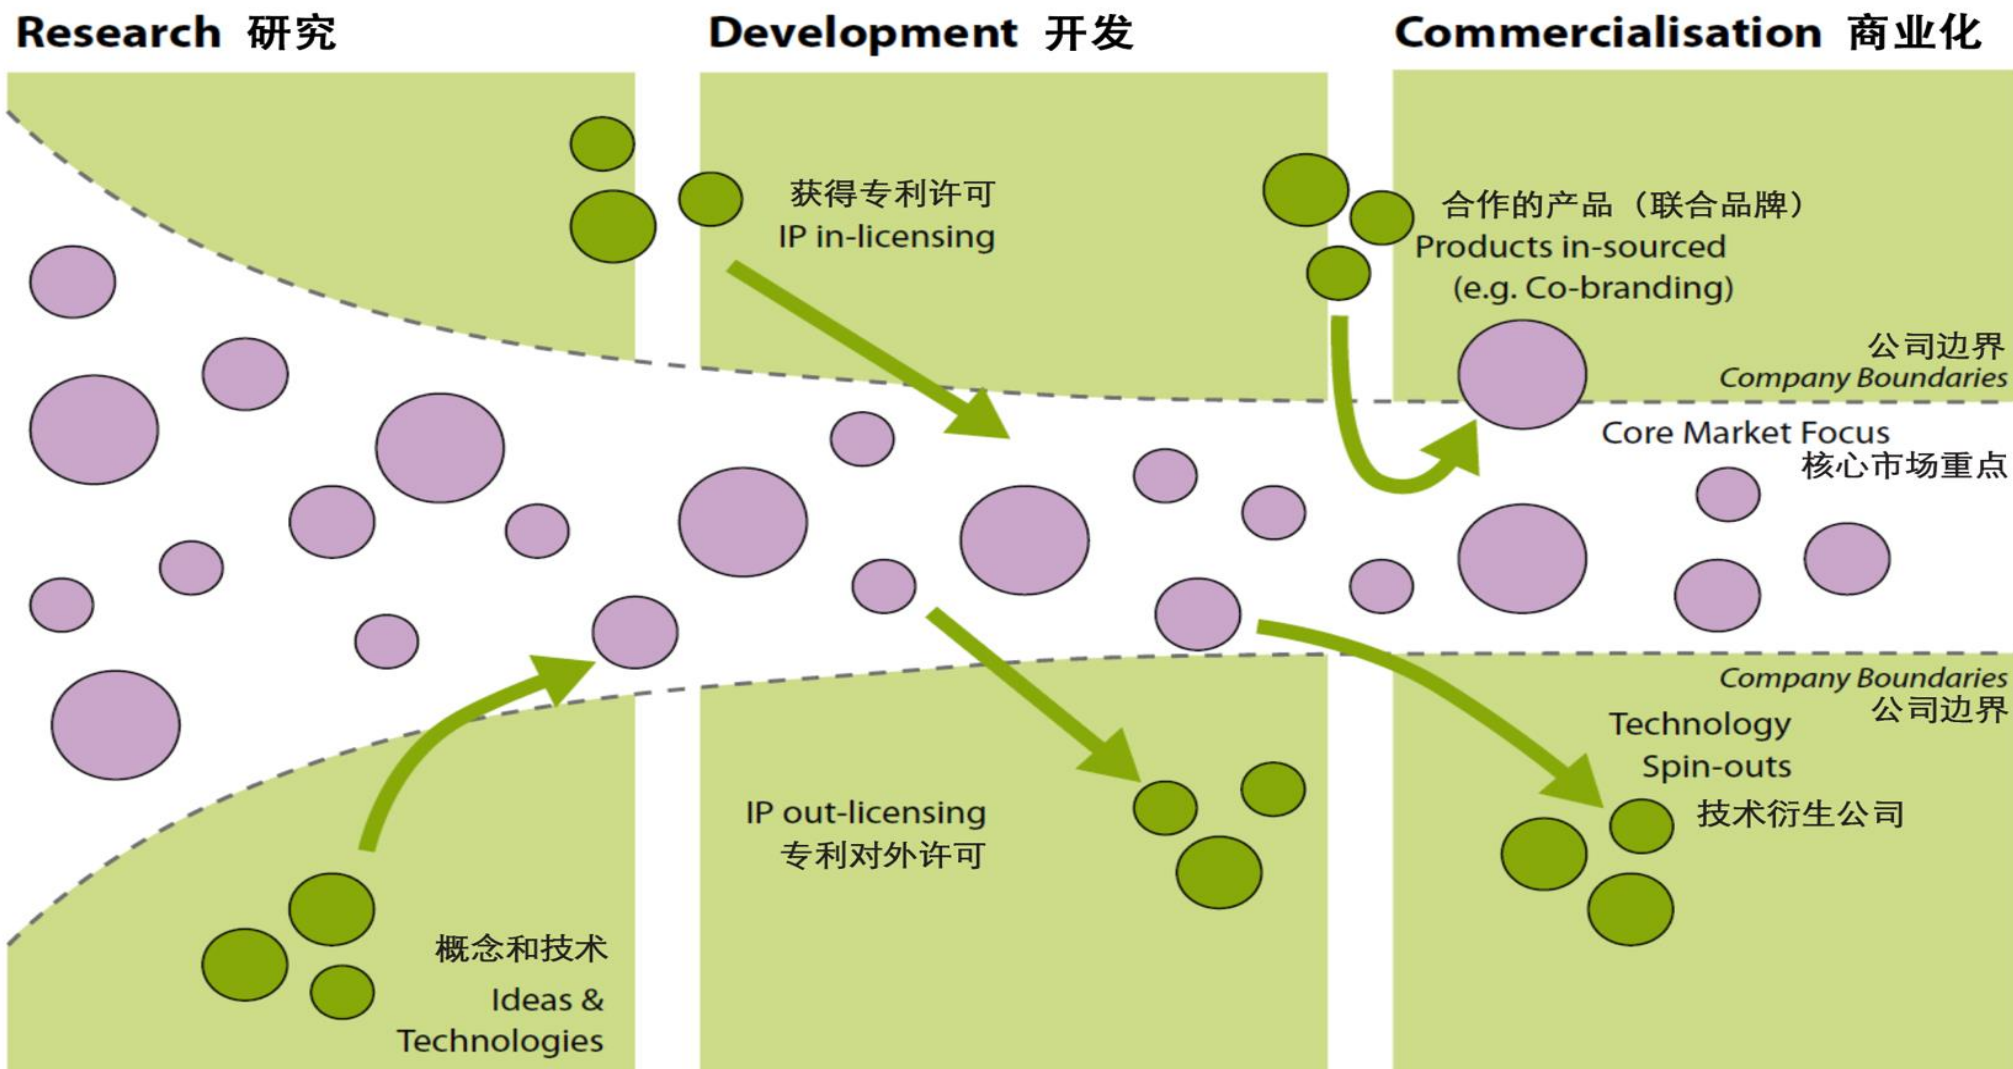 Research 研究
Development 开发
Commercialisation 商业化
获得专利许可
IP in-licensing
合作的产品（联合品牌）
Products in-sourced
(e.g. Co-branding)
公司边界
Company Boundaries
Core Market Focus
核心市场重点
Company Boundaries
公司边界
Technology
Spin-outs
技术衍生公司
IP out-licensing
专利对外许可
概念和技术
Ideas &
Technologies